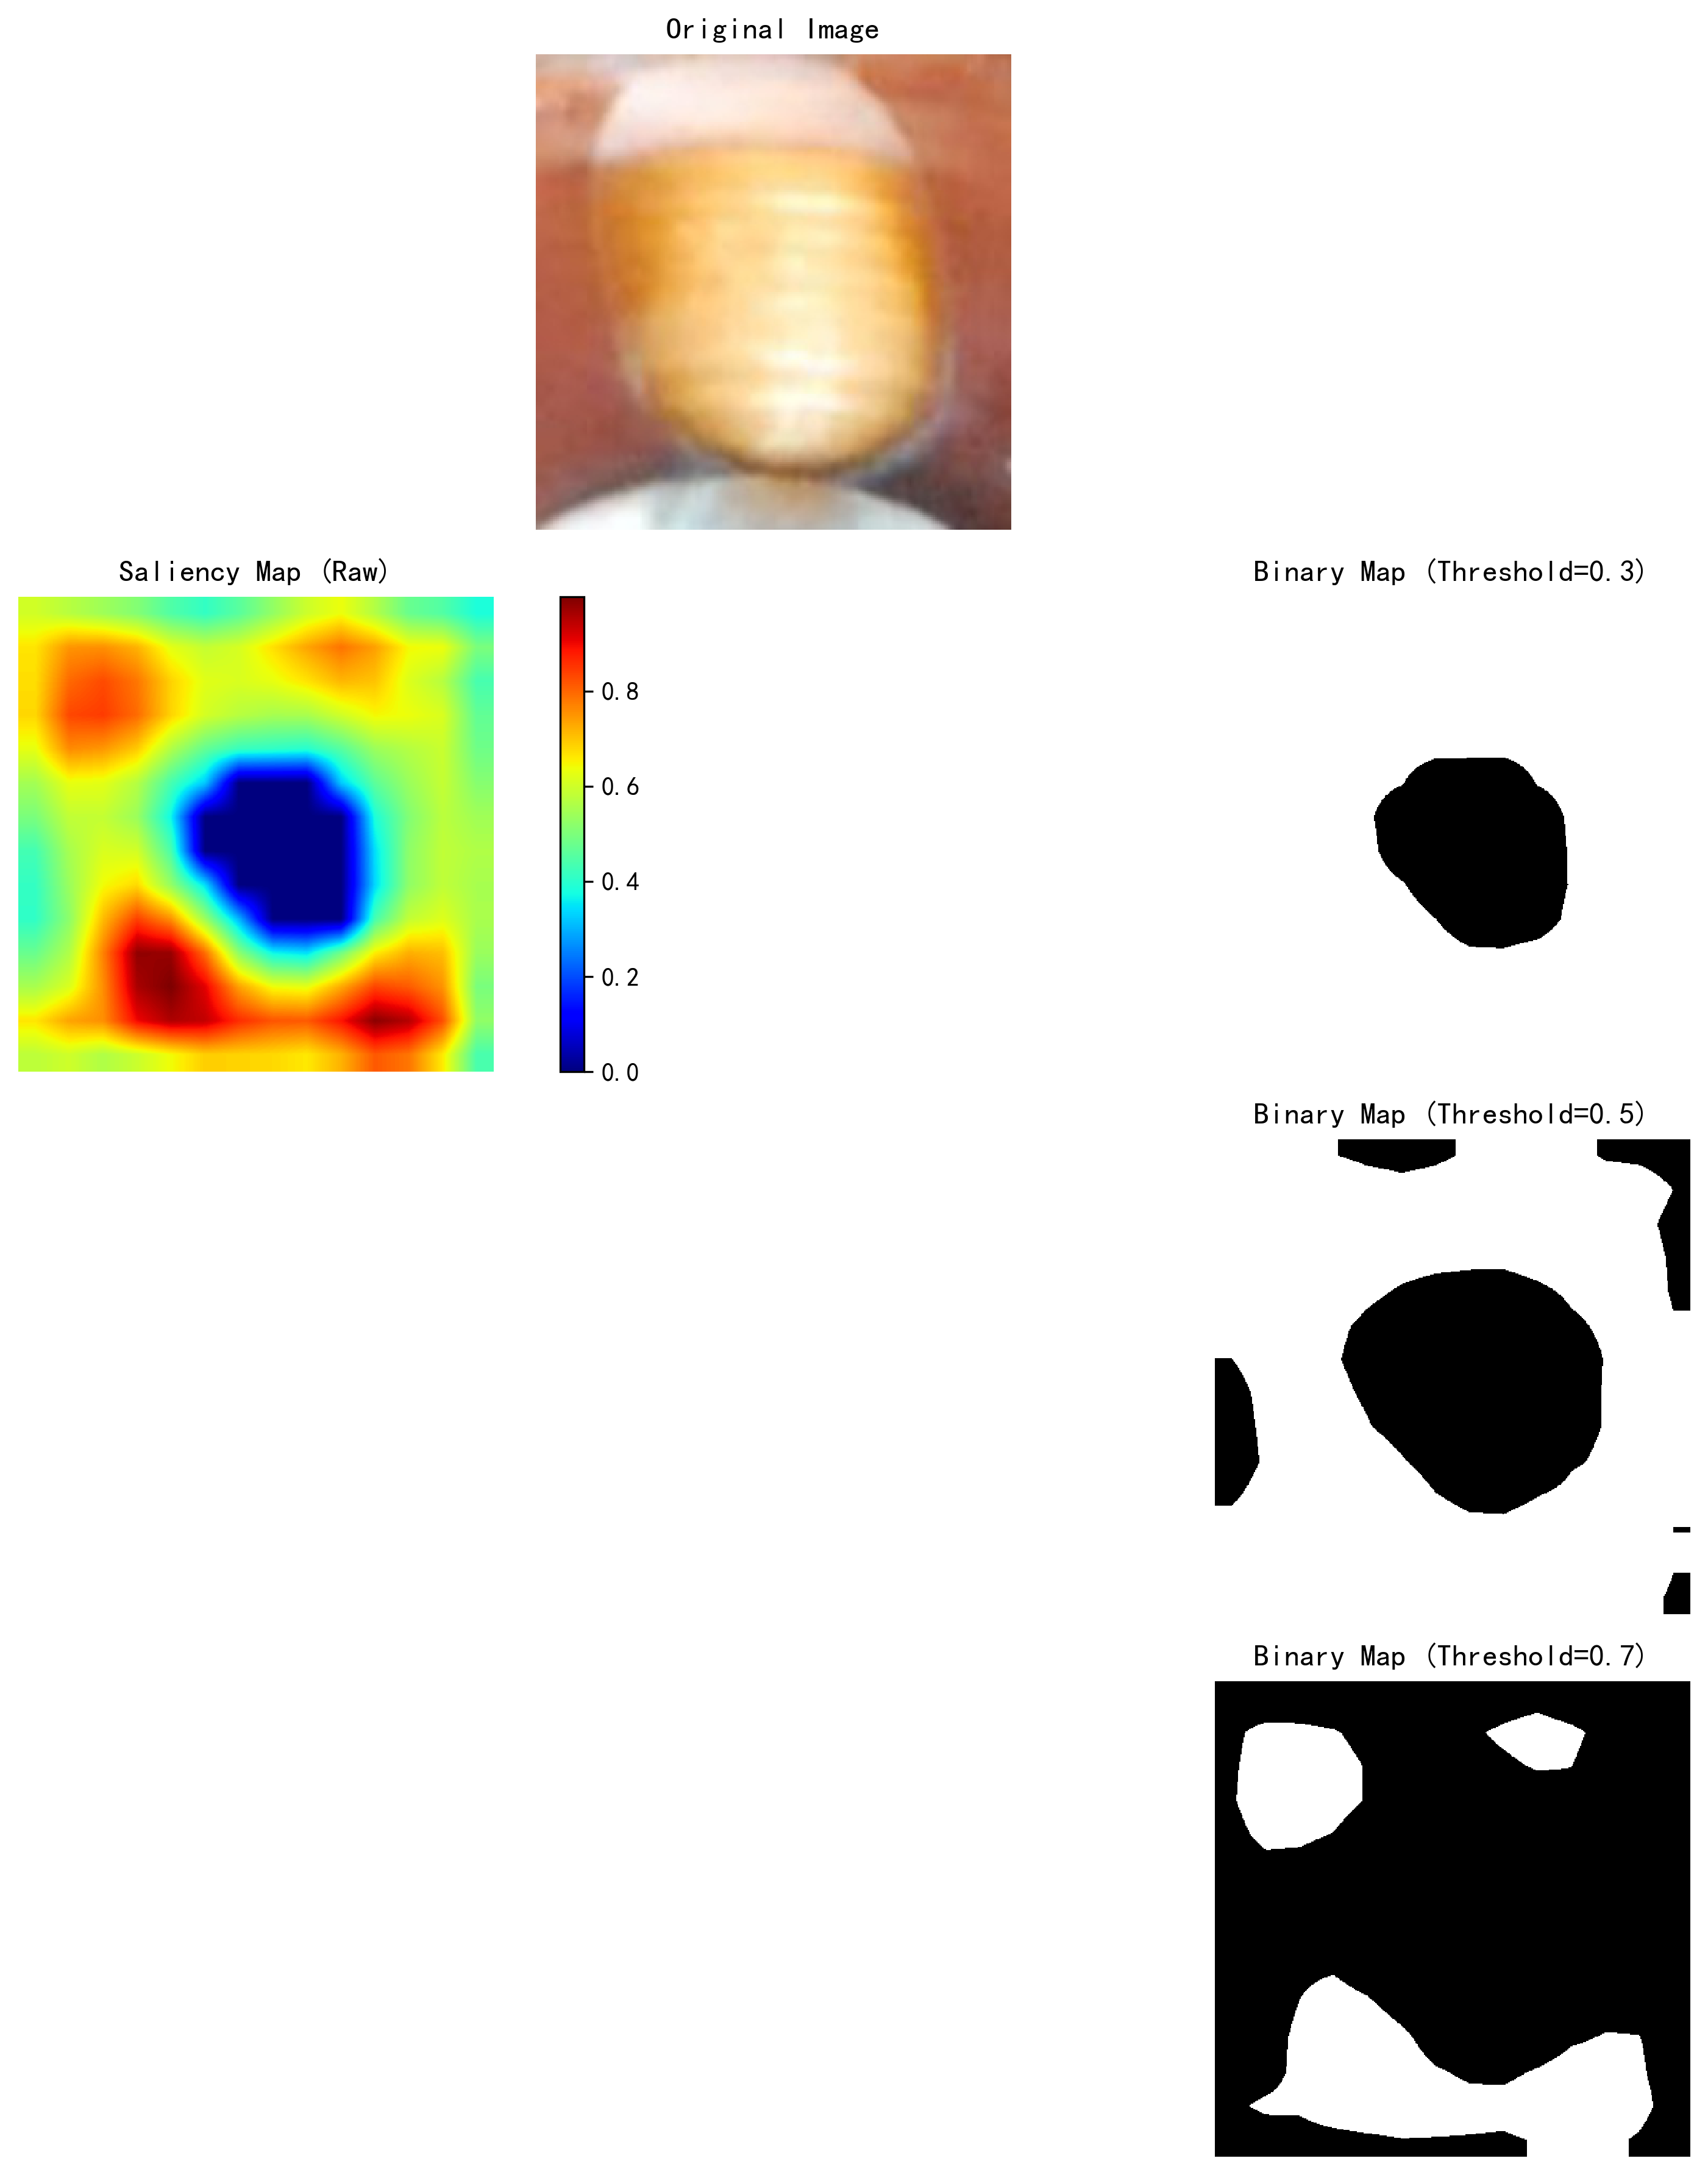 Original Image
Saliency Map (Raw)
Binary Map (Threshold=0.3)
0.8
0.6
0.4
0.2
0.0
Binary Map (Threshold=0.5)
Binary Map (Threshold=0.7)